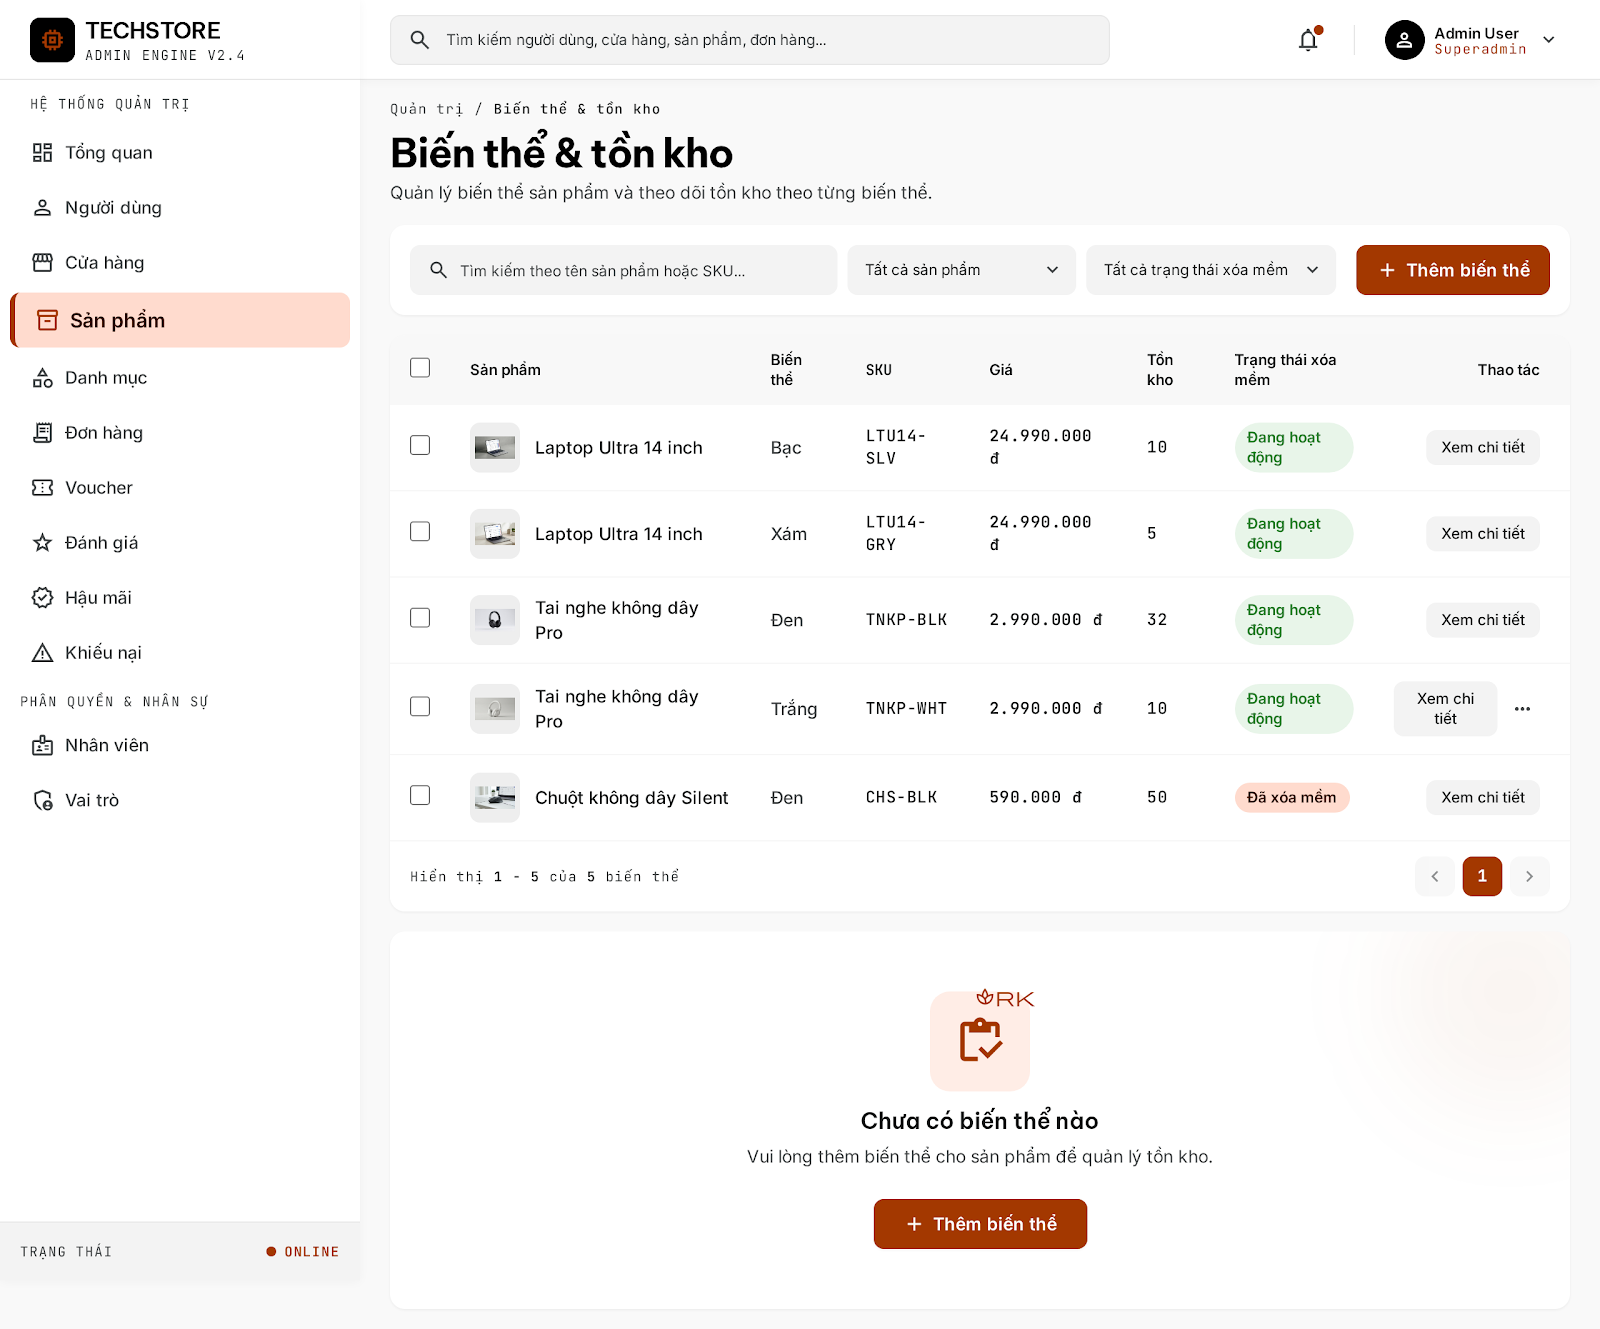 TECHSTORE
ADMIN ENGINE V2.4
Tìm kiếm người dùng, cửa hàng, sản phẩm, đơn hàng...
Admin User
Superadmin
HỆ THỐNG QUẢN TRỊ
Tổng quan
Người dùng
Cửa hàng
Sản phẩm
Danh mục
Đơn hàng
Voucher
Đánh giá
Hậu mãi
Khiếu nại
PHÂN QUYỀN & NHÂN SỰ
Nhân viên
Vai trò
TRẠNG THÁI
ONLINE
Quản trị / Biến thể & tồn kho
Biến thể & tồn kho
Quản lý biến thể sản phẩm và theo dõi tồn kho theo từng biến thể.
Tìm kiếm theo tên sản phẩm hoặc SKU...
Tất cả sản phẩm
Tất cả trạng thái xóa mềm
Thêm biến thể
Sản phẩm
Biến
thể
SKU
Giá
Tồn
kho
Trạng thái xóa
mềm
Thao tác
Laptop Ultra 14 inch
Bạc
LTU14-
SLV
24.990.000
đ
10
Đang hoạt
động
Xem chi tiết
Laptop Ultra 14 inch
Xám
LTU14-
GRY
24.990.000
đ
5
Đang hoạt
động
Xem chi tiết
Tai nghe không dây
Pro
Đen
TNKP-BLK
2.990.000 đ
32
Đang hoạt
động
Xem chi tiết
Tai nghe không dây
Pro
Trắng
TNKP-WHT
2.990.000 đ
10
Đang hoạt
động
Xem chi
tiết
Chuột không dây Silent
Đen
CHS-BLK
590.000 đ
50
Đã xóa mềm
Xem chi tiết
Hiển thị 1 - 5 của 5 biến thể
1
RK
Chưa có biến thể nào
Vui lòng thêm biến thể cho sản phẩm để quản lý tồn kho.
Thêm biến thể